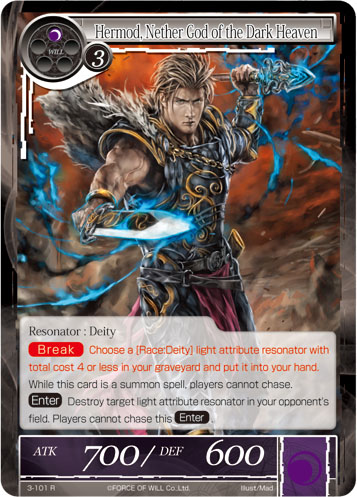 Hermod, Nether God of the Dark Heaven
WILL
3
Resonator : Deity
Break Choose a [Race:Deity] light attribute resonator with
total cost 4 or less in your graveyard and put it into your hand.
While this card is a summon spell, players cannot chase.
Enter Destroy target light attribute resonator in your opponent's
field. Players cannot chase this Enter
ATK 700 / DEF 600
3-101 R ©FORCE OF WILL Co.,Ltd. Illust/Mad